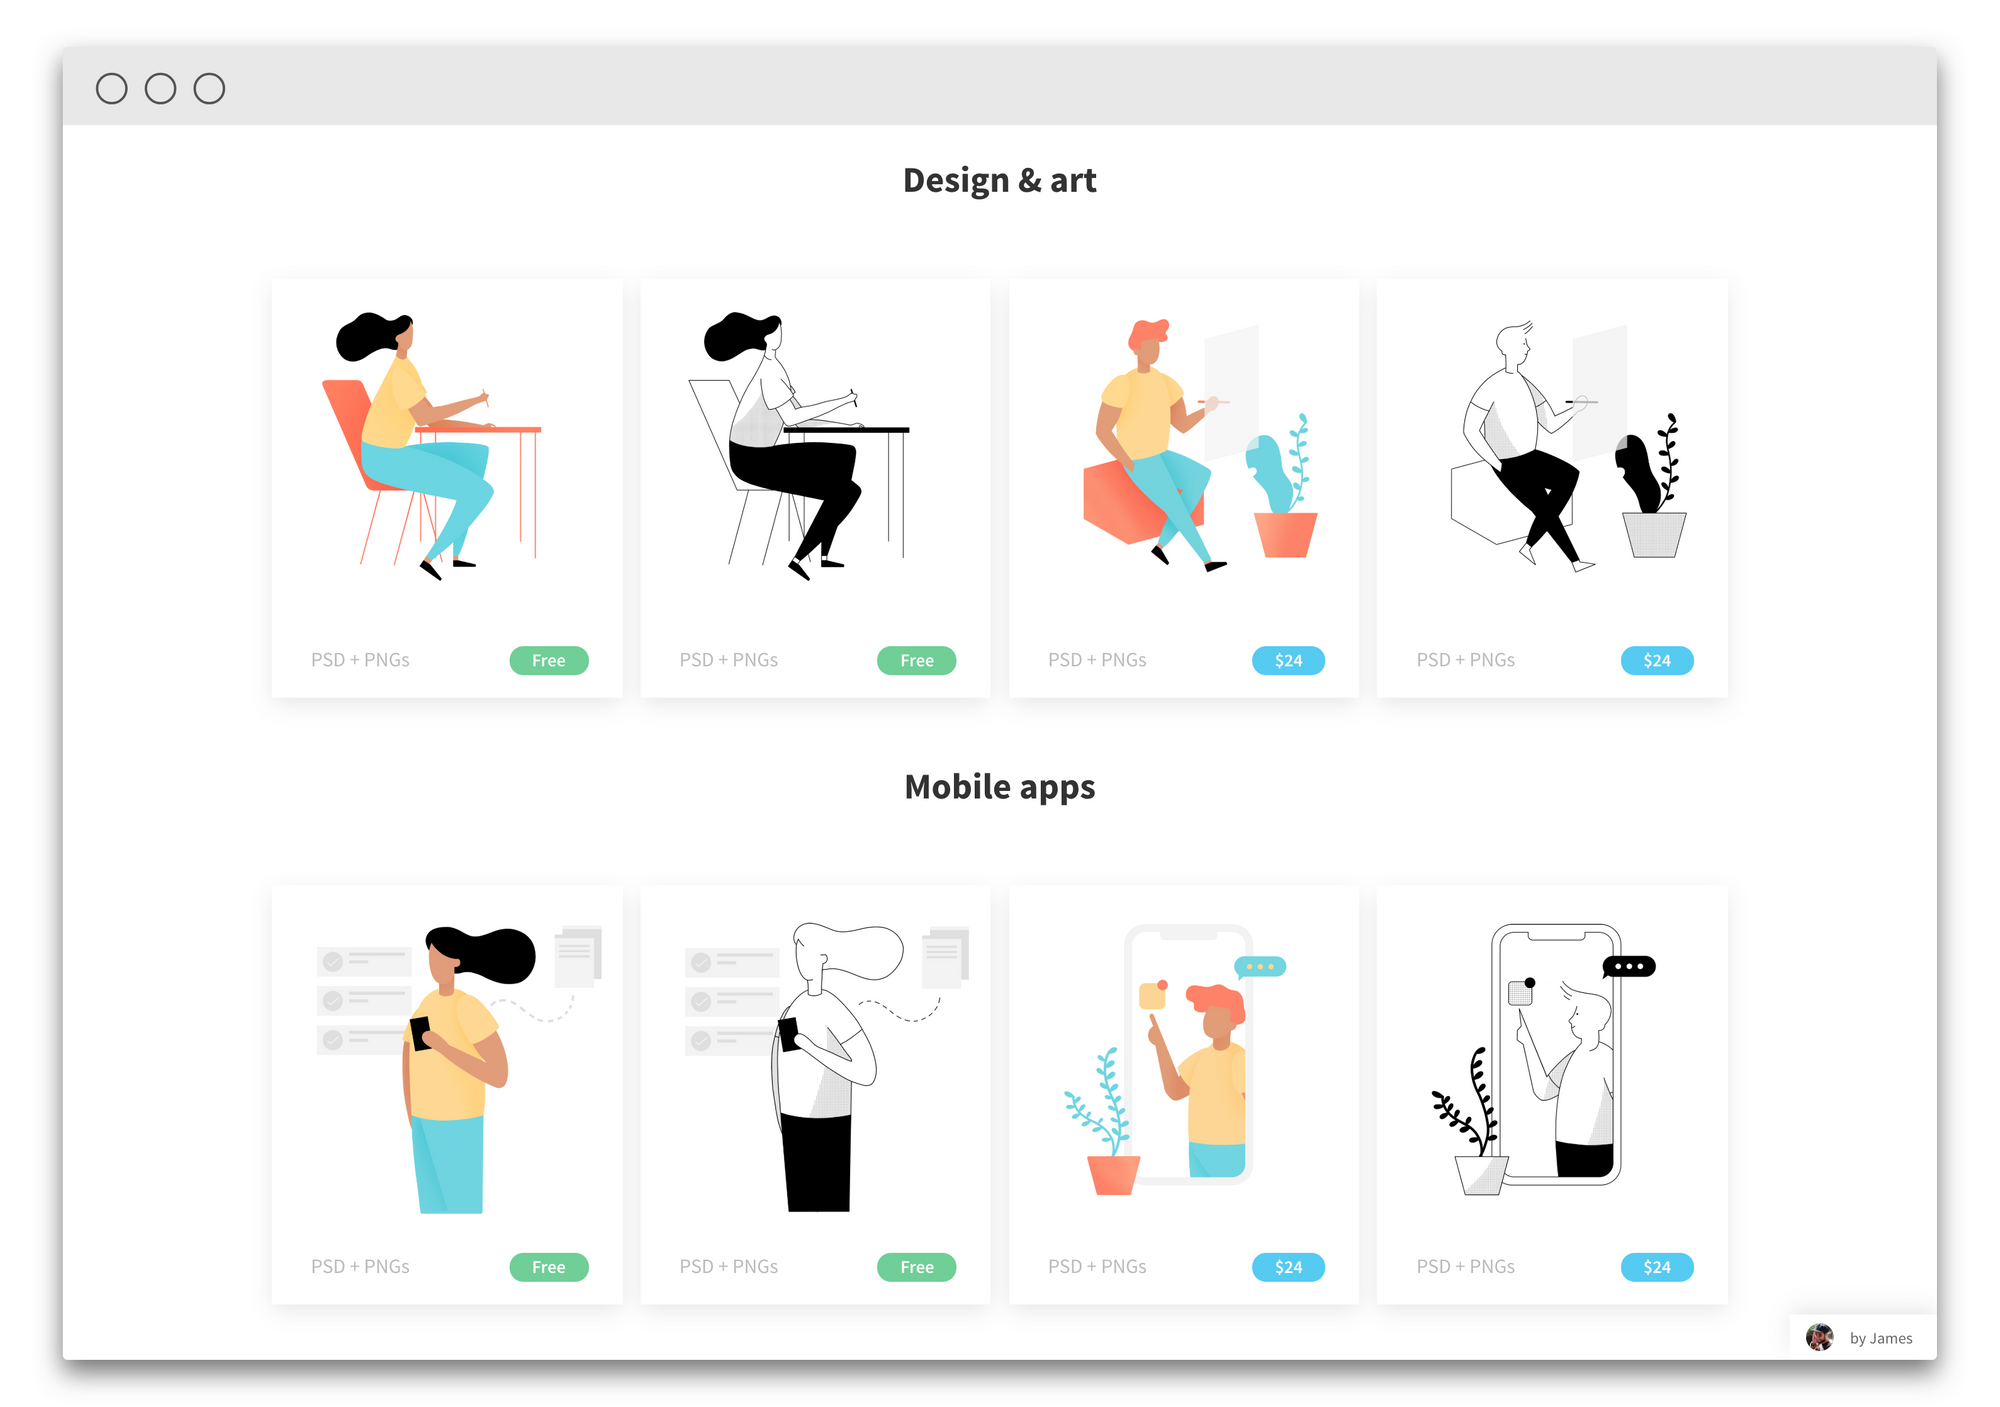 Design & art
PSD + PNGs Free
PSD + PNGs Free
PSD + PNGs $24
PSD + PNGs $24
Mobile apps
PSD + PNGs Free
PSD + PNGs Free
PSD + PNGs $24
PSD + PNGs $24
by James